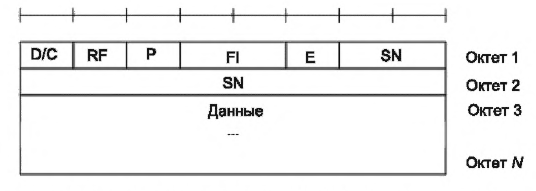 D/C RF P FI E SN Октет 1
SN Октет 2
Данные Октет 3
---
Октет N